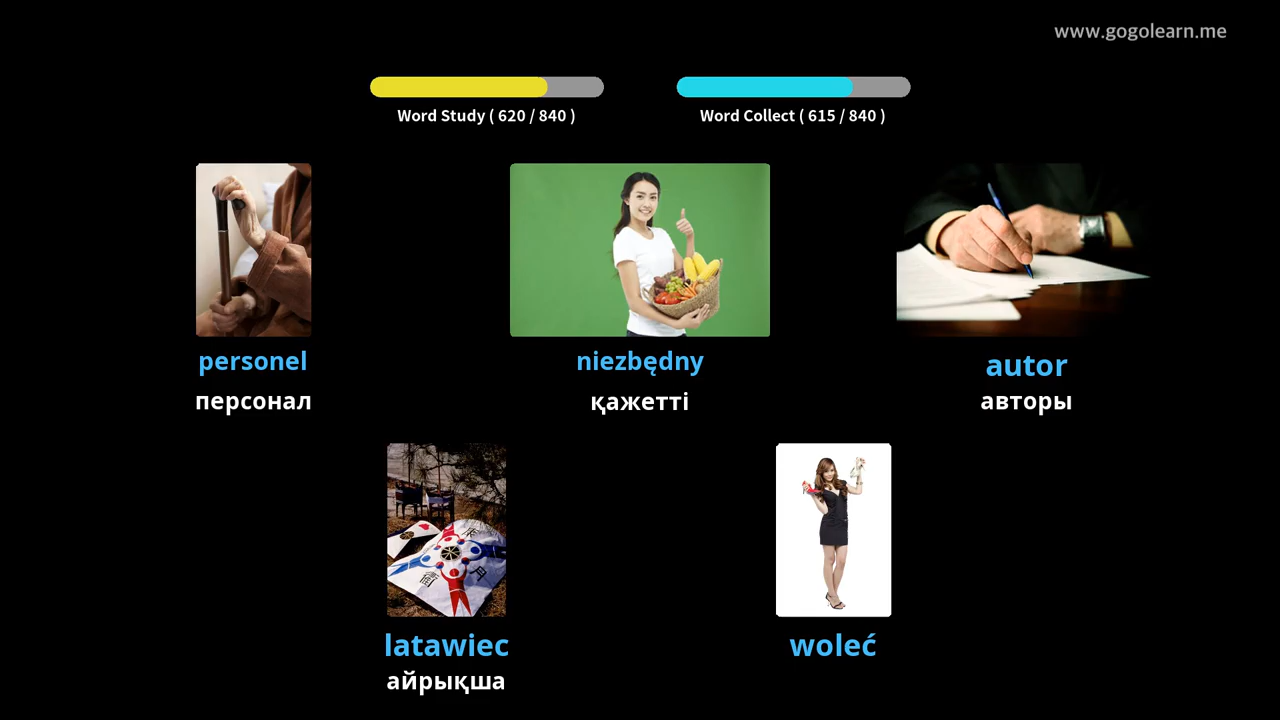 www.gogolearn.me
Word Study ( 620 / 840 )
Word Collect ( 615 / 840 )
personel
персонал
niezbędny
қажетті
autor
авторы
latawiec
айрықша
woleć